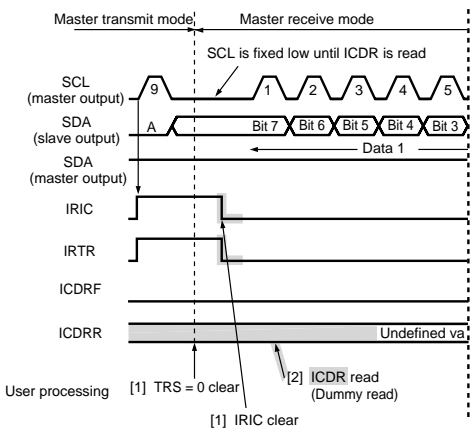 Master transmit mode Master receive mode
SCL is fixed low until ICDR is read
SCL
(master output)
9 1 2 3 4 5
SDA
(slave output)
A Bit 7 Bit 6 Bit 5 Bit 4 Bit 3
Data 1
SDA
(master output)
IRIC
IRTR
ICDRF
ICDRR
Undefined va
User processing
[1] TRS = 0 clear
[2] ICDR read
(Dummy read)
[1] IRIC clear